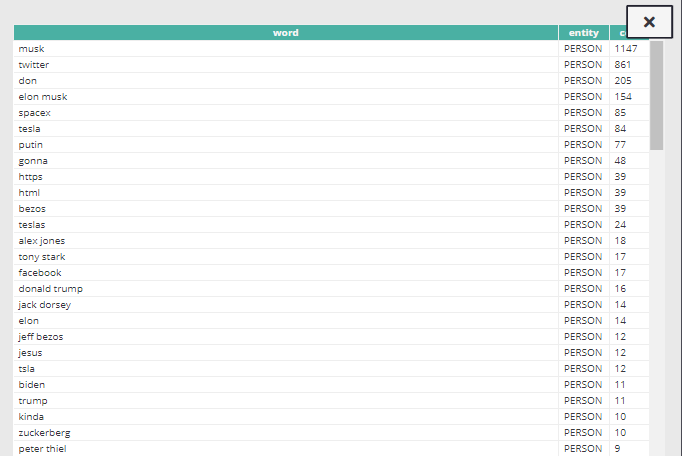 word entity
musk PERSON 1147
twitter PERSON 861
don PERSON 205
elon musk PERSON 154
spacex PERSON 85
tesla PERSON 84
putin PERSON 77
gonna PERSON 48
https PERSON 39
html PERSON 39
bezos PERSON 39
teslas PERSON 24
alex jones PERSON 18
tony stark PERSON 17
facebook PERSON 17
donald trump PERSON 16
jack dorsey PERSON 14
elon PERSON 14
jeff bezos PERSON 12
jesus PERSON 12
tsla PERSON 12
biden PERSON 11
trump PERSON 11
kinda PERSON 10
zuckerberg PERSON 10
peter thiel PERSON 9